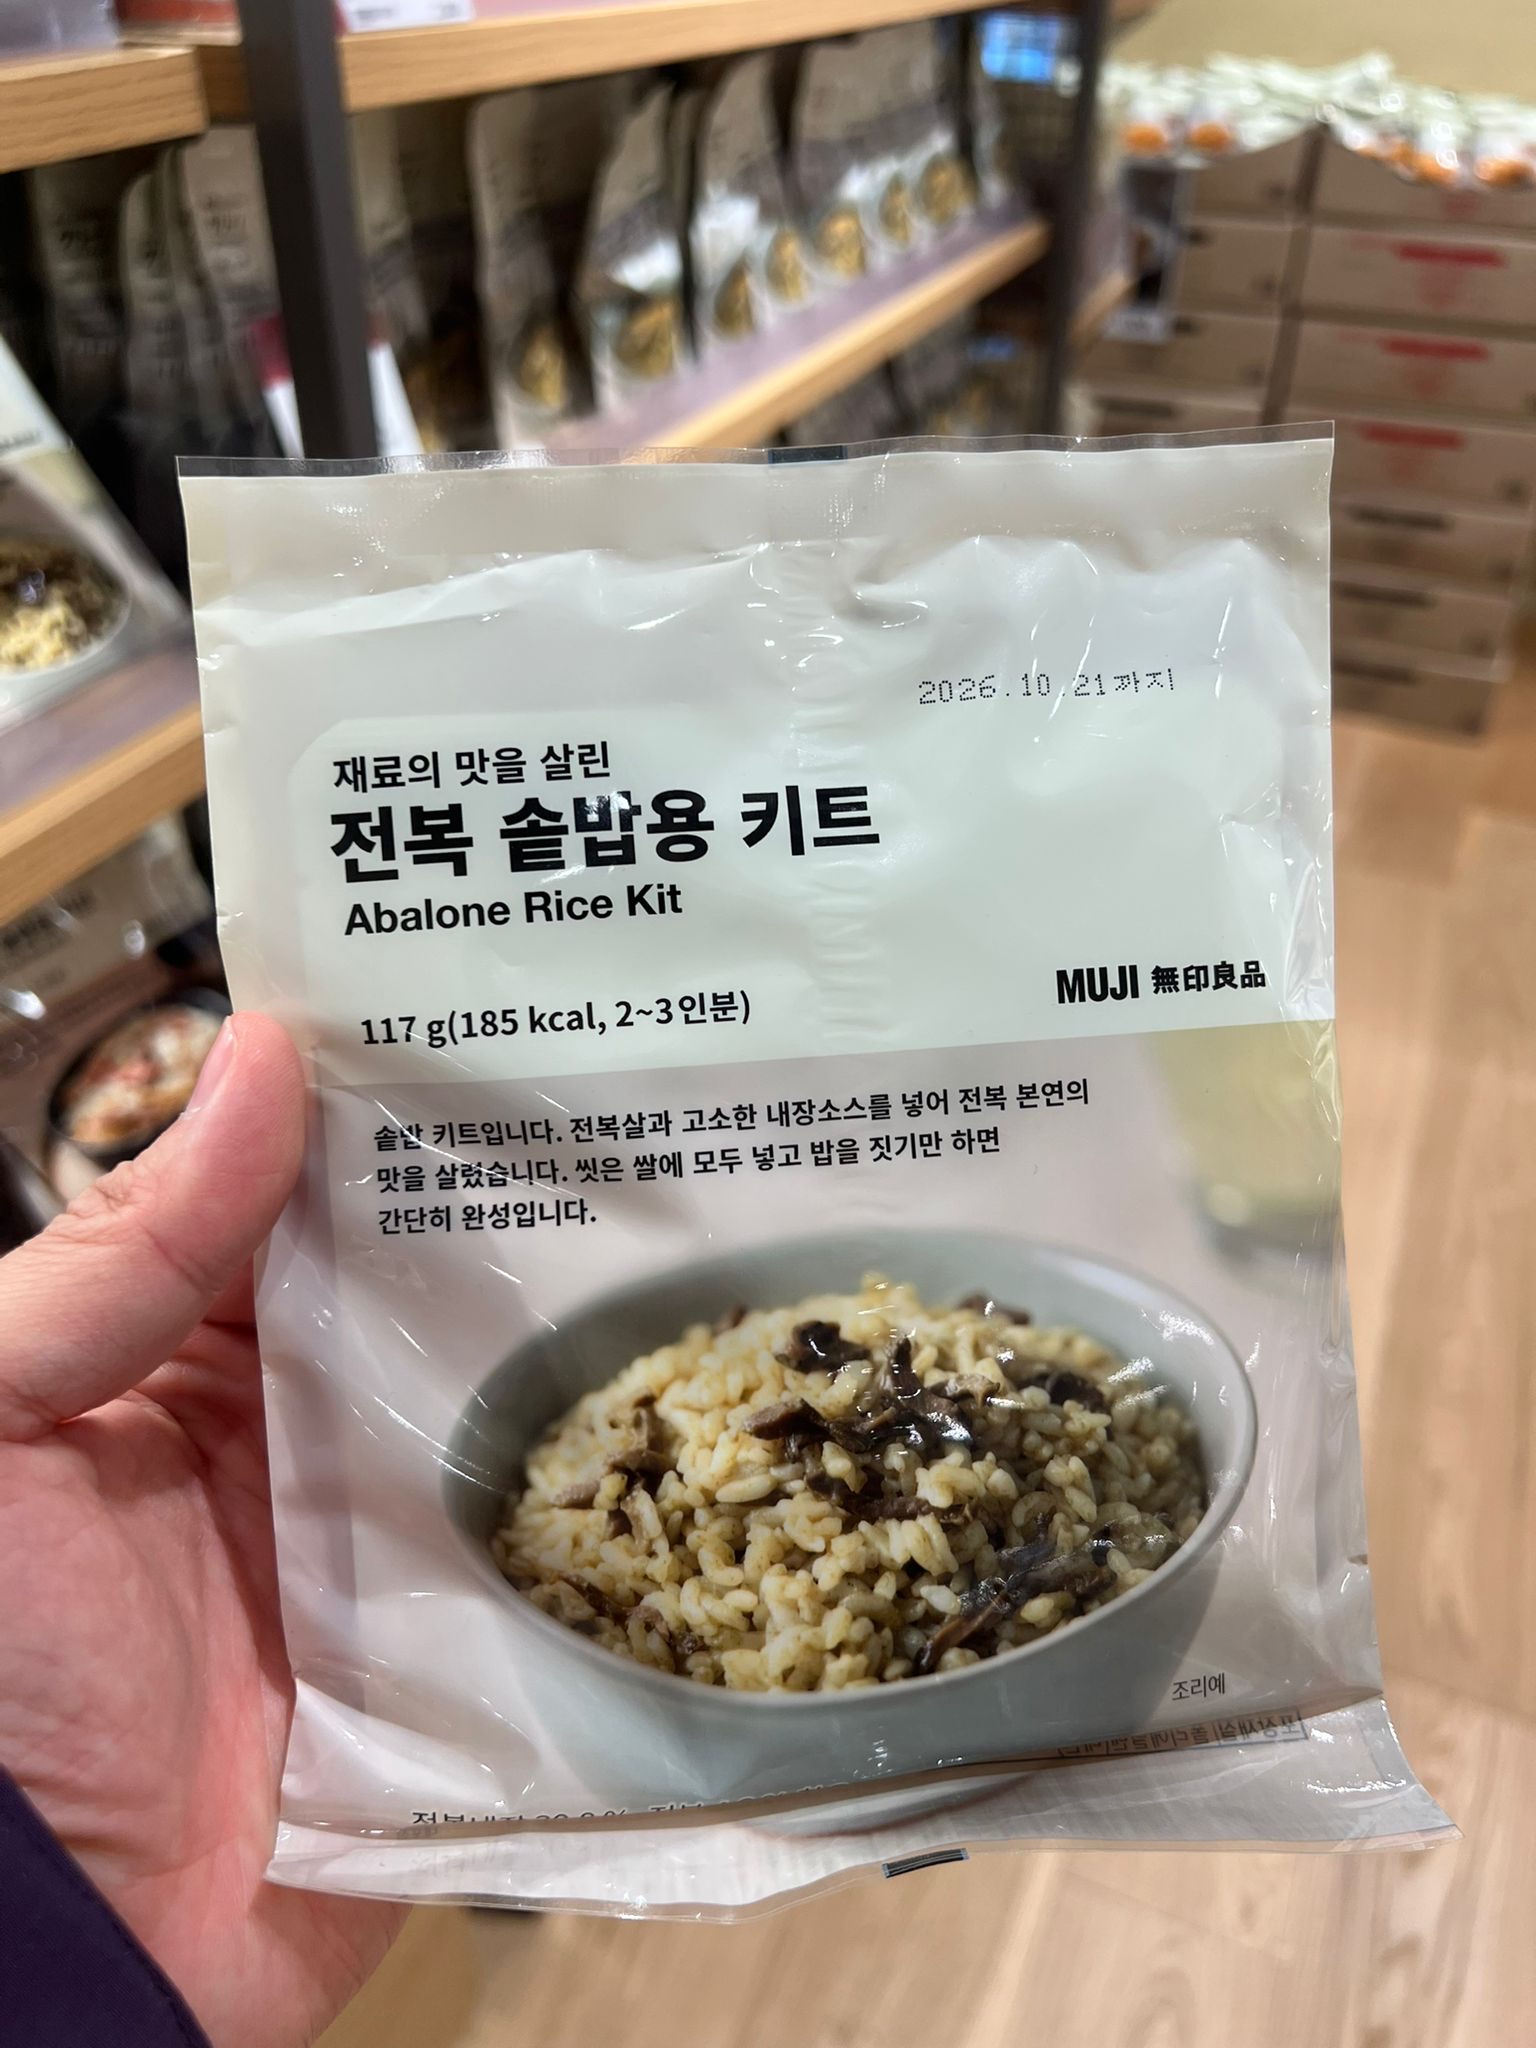 2026.10.21까지
재료의 맛을 살린
전복 솥밥용 키트
Abalone Rice Kit
MUJI 無印良品
117 g(185 kcal, 2~3인분)
솥밥 키트입니다. 전복살과 고소한 내장소스를 넣어 전복 본연의
맛을 살렸습니다. 씻은 쌀에 모두 넣고 밥을 짓기만 하면
간단히 완성입니다.
조리예